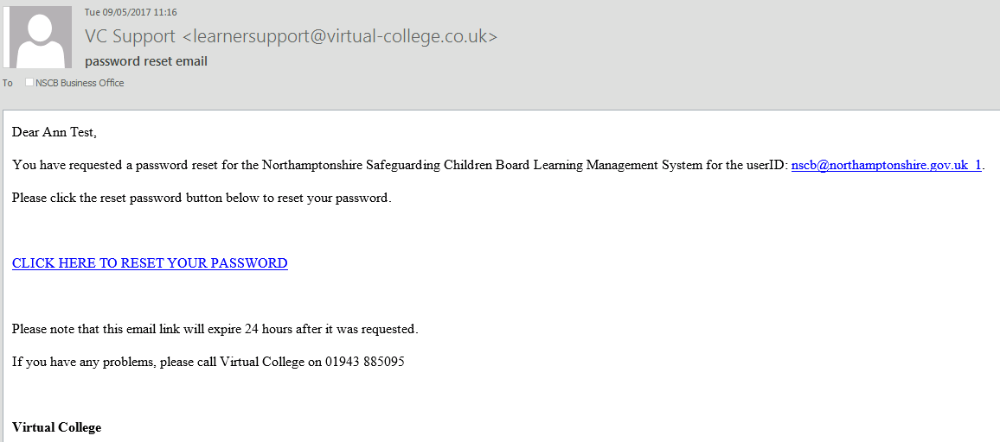 Tue 09/05/2017 11:16
VC Support <learnersupport@virtual-college.co.uk>
password reset email
To NSCB Business Office
Dear Ann Test,
You have requested a password reset for the Northamptonshire Safeguarding Children Board Learning Management System for the userID: nscb@northamptonshire.gov.uk_1.
Please click the reset password button below to reset your password.
CLICK HERE TO RESET YOUR PASSWORD
Please note that this email link will expire 24 hours after it was requested.
If you have any problems, please call Virtual College on 01943 885095
Virtual College